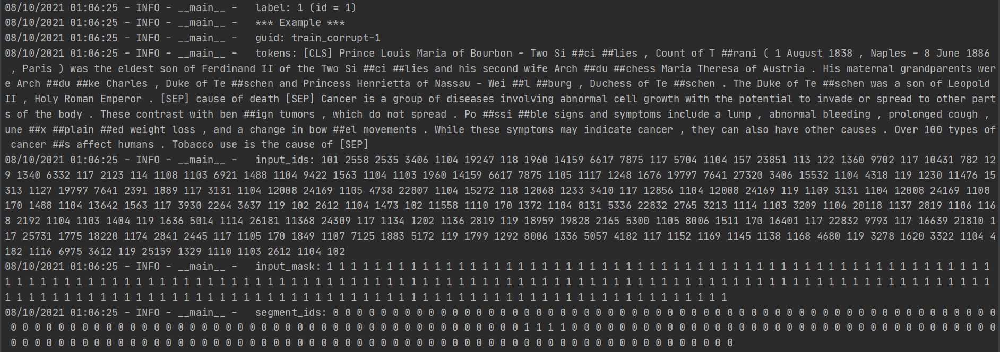 08/10/2021 01:06:25 - INFO - __main__ -   label: 1 (id = 1)
08/10/2021 01:06:25 - INFO - __main__ -   *** Example ***
08/10/2021 01:06:25 - INFO - __main__ -   guid: train_corrupt-1
08/10/2021 01:06:25 - INFO - __main__ -   tokens: [CLS] Prince Louis Maria of Bourbon - Two Si ##ci ##lies , Count of T ##rani ( 1 August 1838 , Naples – 8 June 1886
 , Paris ) was the eldest son of Ferdinand II of the Two Si ##ci ##lies and his second wife Arch ##du ##chess Maria Theresa of Austria . His maternal grandparents wer
e Arch ##du ##ke Charles , Duke of Te ##schen and Princess Henrietta of Nassau - Wei ##l ##burg , Duchess of Te ##schen . The Duke of Te ##schen was a son of Leopold
II , Holy Roman Emperor . [SEP] cause of death [SEP] Cancer is a group of diseases involving abnormal cell growth with the potential to invade or spread to other part
s of the body . These contrast with ben ##ign tumors , which do not spread . Po ##ssi ##ble signs and symptoms include a lump , abnormal bleeding , prolonged cough ,
une ##x ##plain ##ed weight loss , and a change in bow ##el movements . While these symptoms may indicate cancer , they can also have other causes . Over 100 types of
 cancer ##s affect humans . Tobacco use is the cause of [SEP]
08/10/2021 01:06:25 - INFO - __main__ -   input_ids: 101 2558 2535 3406 1104 19247 118 1960 14159 6617 7875 117 5704 1104 157 23851 113 122 1360 9702 117 10431 782 12
9 1340 6332 117 2123 114 1108 1103 6921 1488 1104 9422 1563 1104 1103 1960 14159 6617 7875 1105 1117 1248 1676 19797 7641 27320 3406 15532 1104 4318 119 1230 11476 15
313 1127 19797 7641 2391 1889 117 3131 1104 12008 24169 1105 4738 22807 1104 15272 118 12068 1233 3410 117 12856 1104 12008 24169 119 1109 3131 1104 12008 24169 1108
170 1488 1104 13642 1563 117 3930 2264 3637 119 102 2612 1104 1473 102 11558 1110 170 1372 1104 8131 5336 22832 2765 3213 1114 1103 3209 1106 20118 1137 2819 1106 116
8 2192 1104 1103 1404 119 1636 5014 1114 26181 11368 24309 117 1134 1202 1136 2819 119 18959 19828 2165 5300 1105 8006 1511 170 16401 117 22832 9793 117 16639 21810 1
17 25731 1775 18220 1174 2841 2445 117 1105 170 1849 1107 7125 1883 5172 119 1799 1292 8006 1336 5057 4182 117 1152 1169 1145 1138 1168 4680 119 3278 1620 3322 1104 4
182 1116 6975 3612 119 25159 1329 1110 1103 2612 1104 102
08/10/2021 01:06:25 - INFO - __main__ -   input_mask: 1 1 1 1 1 1 1 1 1 1 1 1 1 1 1 1 1 1 1 1 1 1 1 1 1 1 1 1 1 1 1 1 1 1 1 1 1 1 1 1 1 1 1 1 1 1 1 1 1 1 1 1 1 1 1 1
1 1 1 1 1 1 1 1 1 1 1 1 1 1 1 1 1 1 1 1 1 1 1 1 1 1 1 1 1 1 1 1 1 1 1 1 1 1 1 1 1 1 1 1 1 1 1 1 1 1 1 1 1 1 1 1 1 1 1 1 1 1 1 1 1 1 1 1 1 1 1 1 1 1 1 1 1 1 1 1 1 1 1
1 1 1 1 1 1 1 1 1 1 1 1 1 1 1 1 1 1 1 1 1 1 1 1 1 1 1 1 1 1 1 1 1 1 1 1 1 1 1 1 1 1 1 1 1 1 1 1 1 1 1 1 1 1 1 1 1 1 1 1 1
08/10/2021 01:06:25 - INFO - __main__ -   segment_ids: 0 0 0 0 0 0 0 0 0 0 0 0 0 0 0 0 0 0 0 0 0 0 0 0 0 0 0 0 0 0 0 0 0 0 0 0 0 0 0 0 0 0 0 0 0 0 0 0 0 0 0 0 0 0 0 0
 0 0 0 0 0 0 0 0 0 0 0 0 0 0 0 0 0 0 0 0 0 0 0 0 0 0 0 0 0 0 0 0 0 0 0 0 0 0 0 0 0 0 0 1 1 1 1 0 0 0 0 0 0 0 0 0 0 0 0 0 0 0 0 0 0 0 0 0 0 0 0 0 0 0 0 0 0 0 0 0 0 0 0
 0 0 0 0 0 0 0 0 0 0 0 0 0 0 0 0 0 0 0 0 0 0 0 0 0 0 0 0 0 0 0 0 0 0 0 0 0 0 0 0 0 0 0 0 0 0 0 0 0 0 0 0 0 0 0 0 0 0 0 0 0